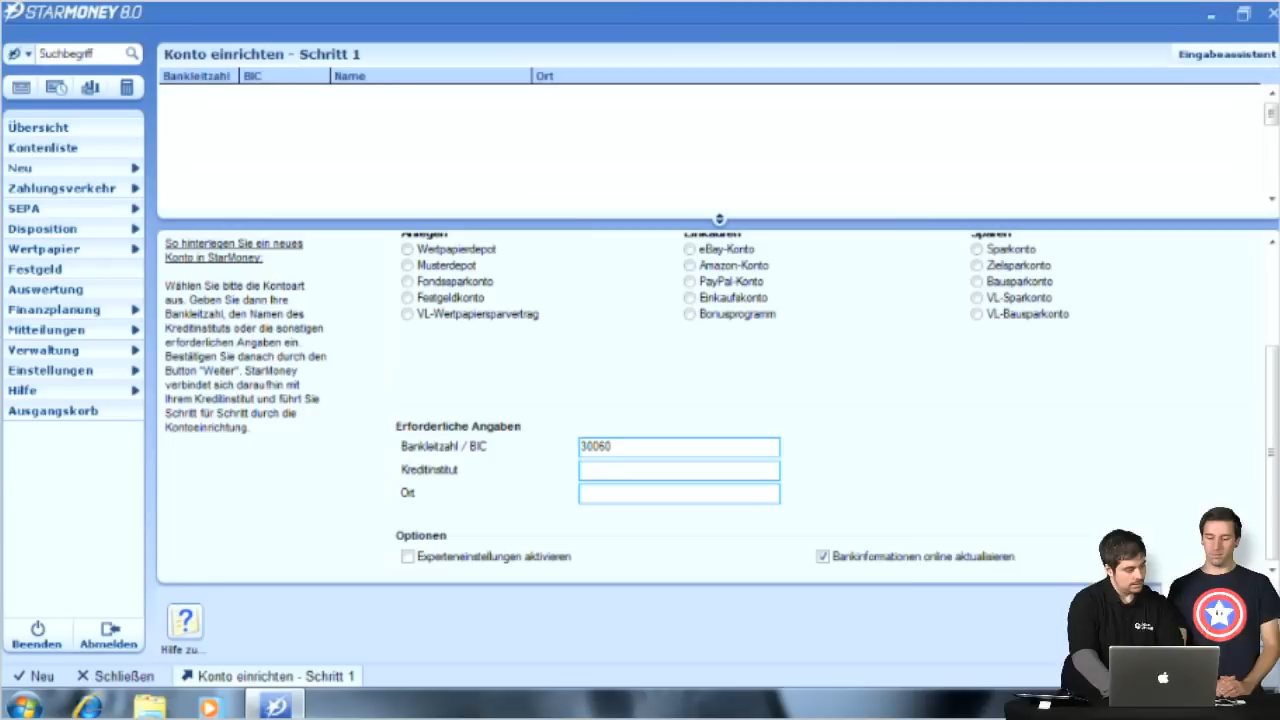 STARMONEY 8.0
Suchbegriff
Konto einrichten - Schritt 1
Eingabeassistent
Bankleitzahl BIC Name Ort
Übersicht
Kontenliste
Neu
Zahlungsverkehr
SEPA
Disposition
Wertpapier
Festgeld
Auswertung
Finanzplanung
Mitteilungen
Verwaltung
Einstellungen
Hilfe
Ausgangskorb
Beenden Abmelden
So hinterlegen Sie ein neues
Konto in StarMoney:
Wählen Sie bitte die Kontoart
aus. Geben Sie dann Ihre
Bankleitzahl, den Namen des
Kreditinstituts oder die sonstigen
erforderlichen Angaben ein.
Bestätigen Sie danach durch den
Button "Weiter". StarMoney
verbindet sich daraufhin mit
Ihrem Kreditinstitut und führt Sie
Schritt für Schritt durch die
Kontoeinrichtung.
Anlegen Einkaufen Sparen
Wertpapierdepot eBay-Konto Sparkonto
Musterdepot Amazon-Konto Zielsparkonto
Fondssparkonto PayPal-Konto Bausparkonto
Festgeldkonto Einkaufskonto VL-Sparkonto
VL-Wertpapiersparvertrag Bonusprogramm VL-Bausparkonto
Erforderliche Angaben
Bankleitzahl / BIC 30060
Kreditinstitut
Ort
Optionen
Experteneinstellungen aktivieren Bankinformationen online aktualisieren
Hilfe zu...
Neu Schließen Konto einrichten - Schritt 1